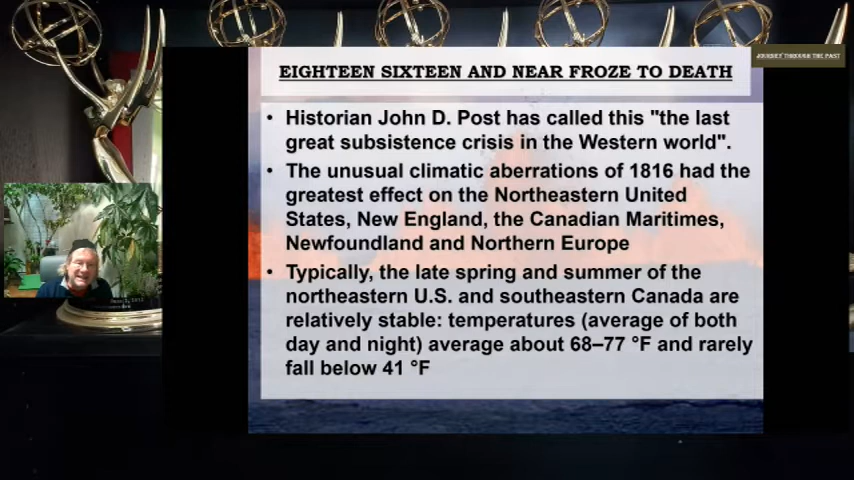 JOURNEY THROUGH THE PAST
EIGHTEEN SIXTEEN AND NEAR FROZE TO DEATH
• Historian John D. Post has called this "the last
great subsistence crisis in the Western world".
• The unusual climatic aberrations of 1816 had the
greatest effect on the Northeastern United
States, New England, the Canadian Maritimes,
Newfoundland and Northern Europe
• Typically, the late spring and summer of the
northeastern U.S. and southeastern Canada are
relatively stable: temperatures (average of both
day and night) average about 68–77 °F and rarely
fall below 41 °F